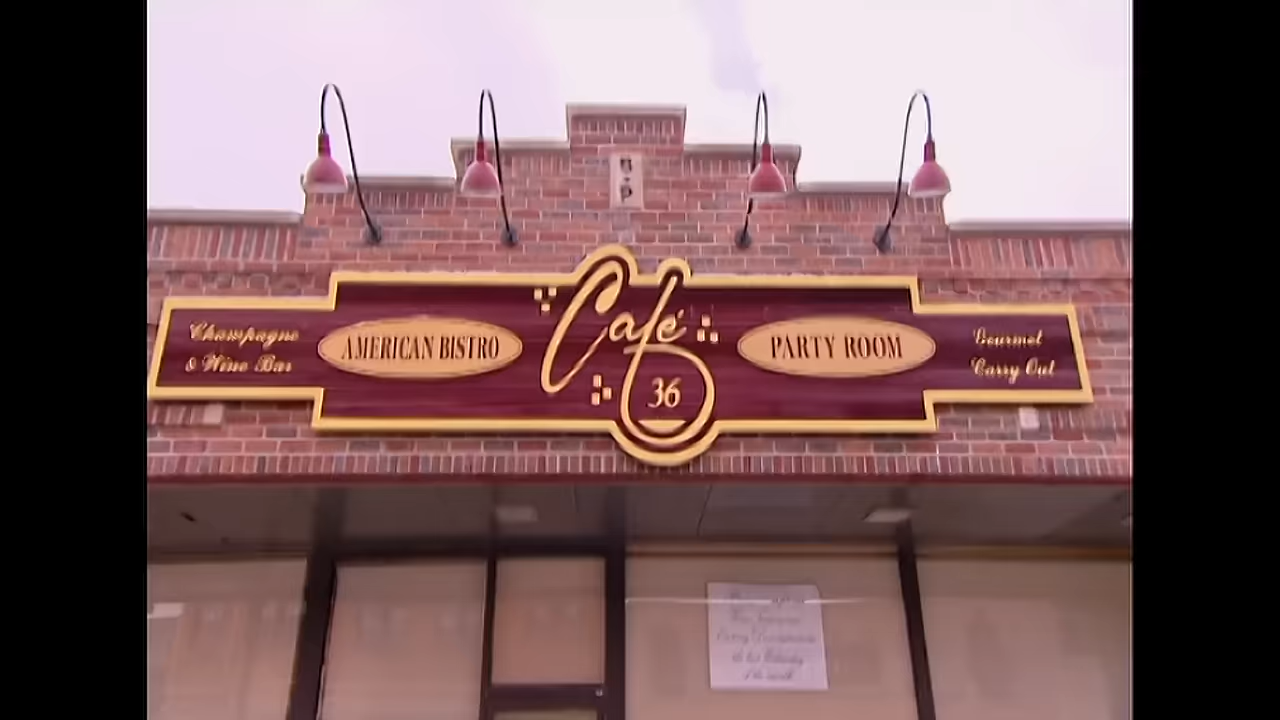 Champagne
& Wine Bar
AMERICAN BISTRO
Café
36
PARTY ROOM
Gourmet
Carry Out